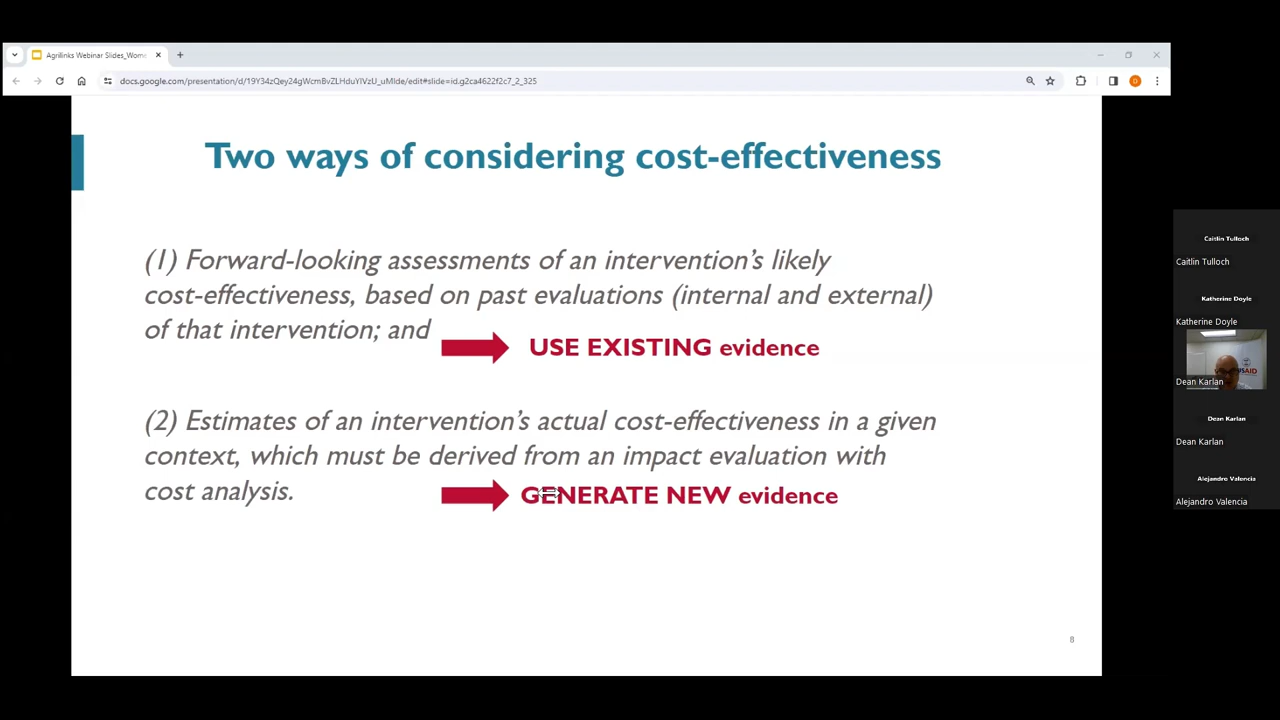 Agrilinks Webinar Slides_Wome
docs.google.com/presentation/d/19Y34zQey24gWcmBvZLHduYlVzU_uMlde/edit#slide=id.g2ca4622f2c7_2_325
Two ways of considering cost-effectiveness
(1) Forward-looking assessments of an intervention's likely
cost-effectiveness, based on past evaluations (internal and external)
of that intervention; and
USE EXISTING evidence
(2) Estimates of an intervention's actual cost-effectiveness in a given
context, which must be derived from an impact evaluation with
cost analysis.
GENERATE NEW evidence
8
Caitlin Tulloch
Caitlin Tulloch
Katherine Doyle
Katherine Doyle
USAID
Dean Karlan
Dean Karlan
Dean Karlan
Alejandro Valencia
Alejandro Valencia